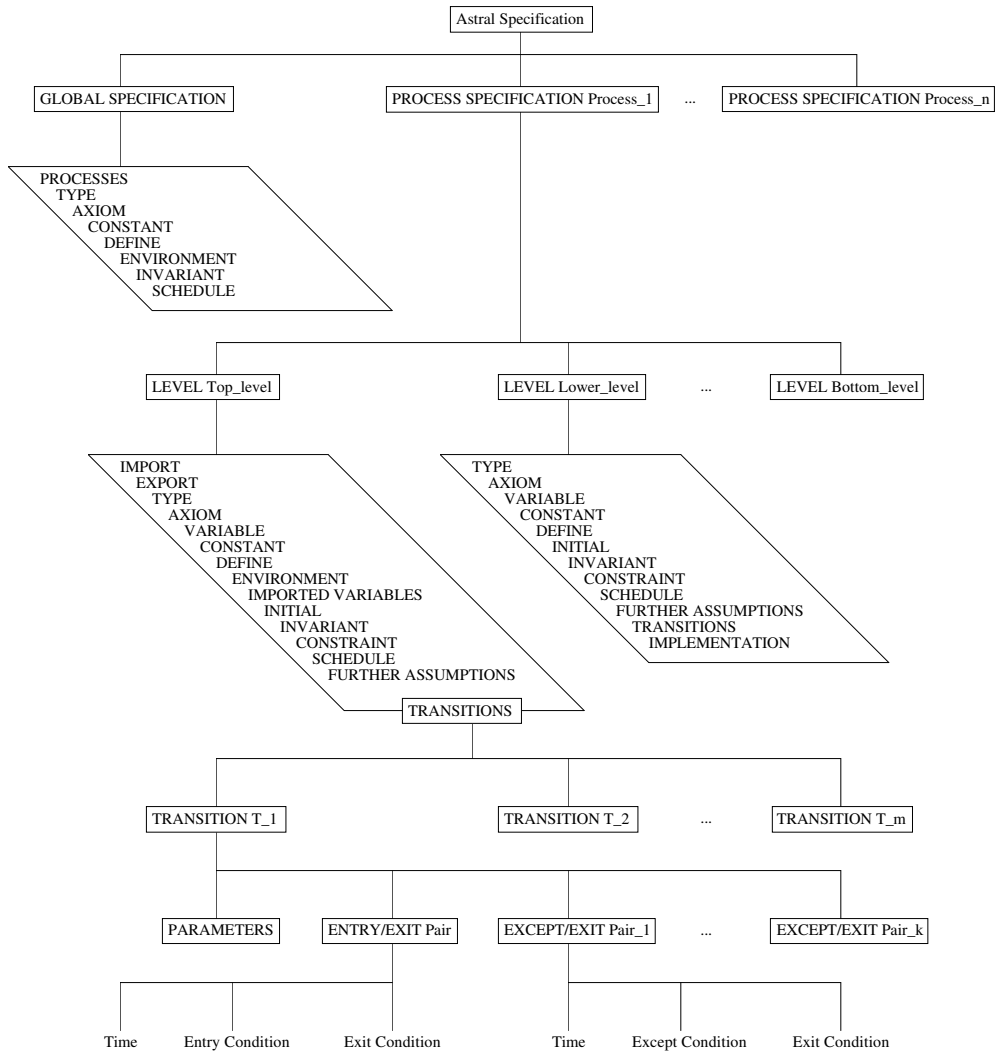 Astral Specification
GLOBAL SPECIFICATION
PROCESS SPECIFICATION Process_1
...
PROCESS SPECIFICATION Process_n
PROCESSES
TYPE
AXIOM
CONSTANT
DEFINE
ENVIRONMENT
INVARIANT
SCHEDULE
LEVEL Top_level
LEVEL Lower_level
...
LEVEL Bottom_level
IMPORT
EXPORT
TYPE
AXIOM
VARIABLE
CONSTANT
DEFINE
ENVIRONMENT
IMPORTED VARIABLES
INITIAL
INVARIANT
CONSTRAINT
SCHEDULE
FURTHER ASSUMPTIONS
TRANSITIONS
TYPE
AXIOM
VARIABLE
CONSTANT
DEFINE
INITIAL
INVARIANT
CONSTRAINT
SCHEDULE
FURTHER ASSUMPTIONS
TRANSITIONS
IMPLEMENTATION
TRANSITION T_1
TRANSITION T_2
...
TRANSITION T_m
PARAMETERS
ENTRY/EXIT Pair
EXCEPT/EXIT Pair_1
...
EXCEPT/EXIT Pair_k
Time
Entry Condition
Exit Condition
Time
Except Condition
Exit Condition